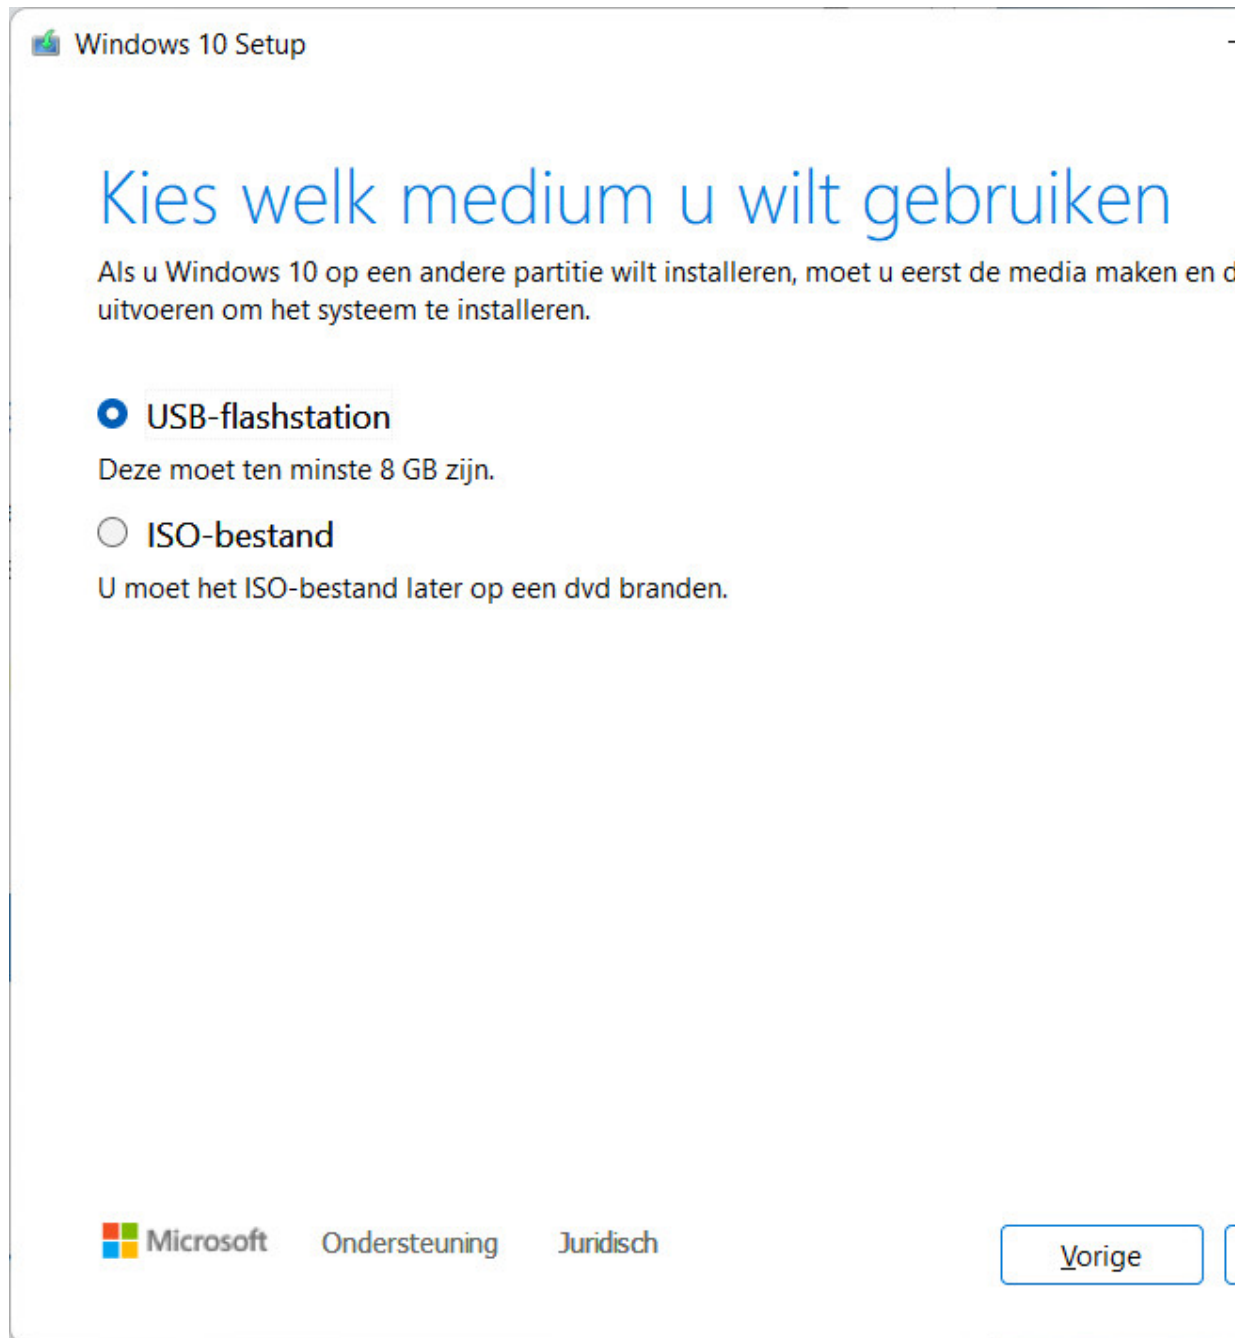 Windows 10 Setup
Kies welk medium u wilt gebruiken
Als u Windows 10 op een andere partitie wilt installeren, moet u eerst de media maken en
uitvoeren om het systeem te installeren.
USB-flashstation
Deze moet ten minste 8 GB zijn.
ISO-bestand
U moet het ISO-bestand later op een dvd branden.
Microsoft Ondersteuning Juridisch Vorige